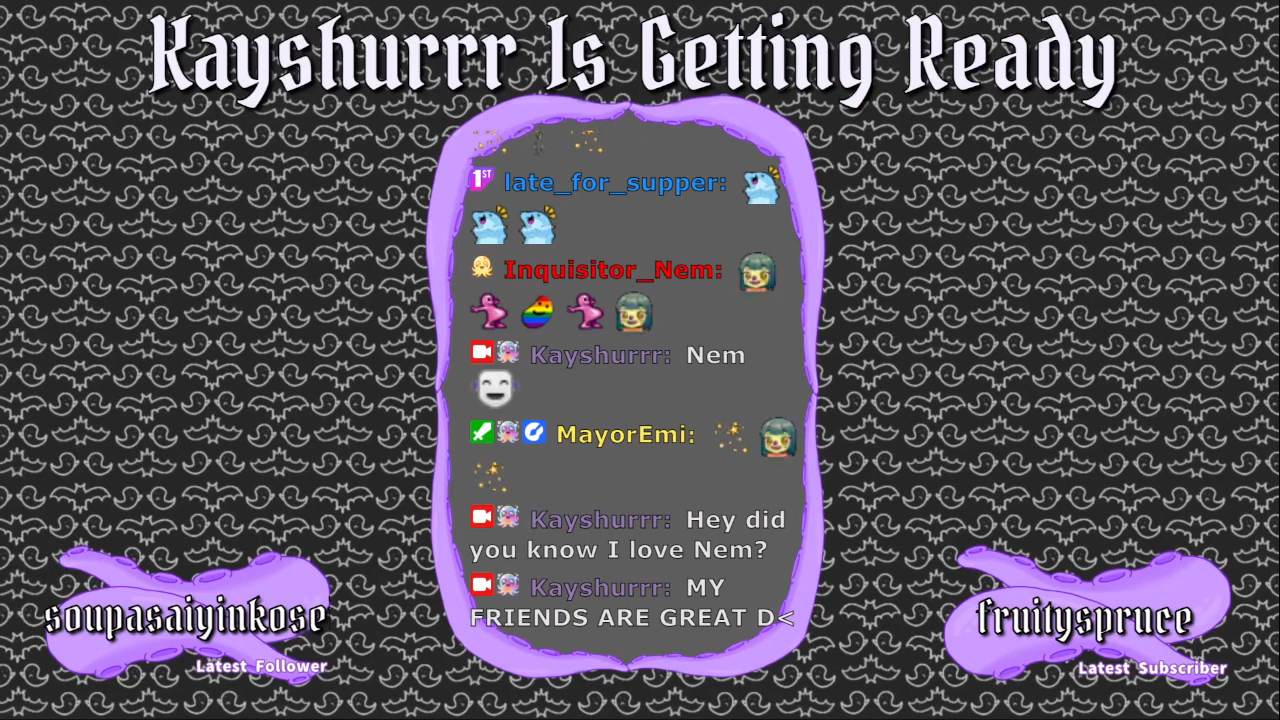 Kayshurrr Is Getting Ready
1ST late_for_supper:
Inquisitor_Nem:
Kayshurrr: Nem
MayorEmi:
Kayshurrr: Hey did
you know I love Nem?
Kayshurrr: MY
FRIENDS ARE GREAT D<
soupasaiyinkose
Latest Follower
fruityspruce
Latest Subscriber